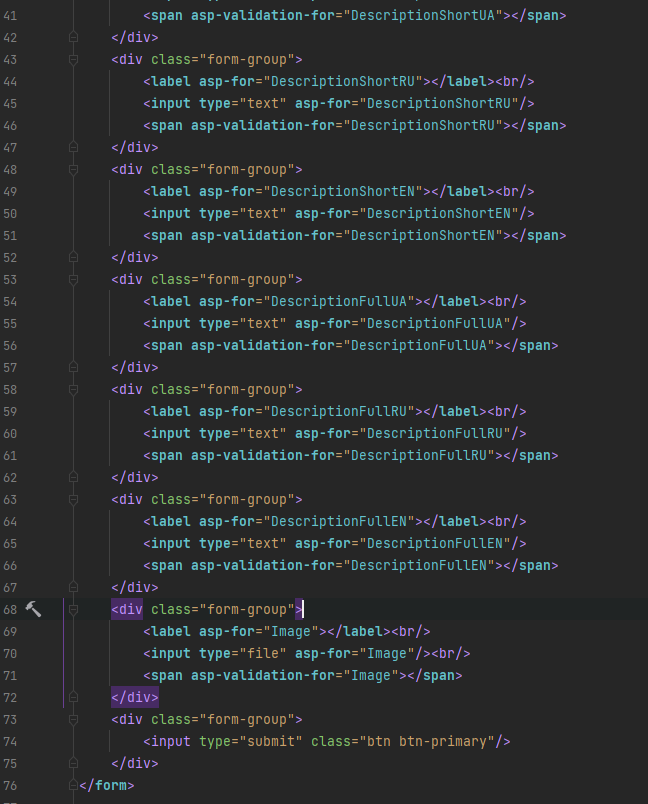 41 <span asp-validation-for="DescriptionShortUA"></span>
42 </div>
43 <div class="form-group">
44 <label asp-for="DescriptionShortRU"></label><br/>
45 <input type="text" asp-for="DescriptionShortRU"/>
46 <span asp-validation-for="DescriptionShortRU"></span>
47 </div>
48 <div class="form-group">
49 <label asp-for="DescriptionShortEN"></label><br/>
50 <input type="text" asp-for="DescriptionShortEN"/>
51 <span asp-validation-for="DescriptionShortEN"></span>
52 </div>
53 <div class="form-group">
54 <label asp-for="DescriptionFullUA"></label><br/>
55 <input type="text" asp-for="DescriptionFullUA"/>
56 <span asp-validation-for="DescriptionFullUA"></span>
57 </div>
58 <div class="form-group">
59 <label asp-for="DescriptionFullRU"></label><br/>
60 <input type="text" asp-for="DescriptionFullRU"/>
61 <span asp-validation-for="DescriptionFullRU"></span>
62 </div>
63 <div class="form-group">
64 <label asp-for="DescriptionFullEN"></label><br/>
65 <input type="text" asp-for="DescriptionFullEN"/>
66 <span asp-validation-for="DescriptionFullEN"></span>
67 </div>
68 <div class="form-group">
69 <label asp-for="Image"></label><br/>
70 <input type="file" asp-for="Image"/><br/>
71 <span asp-validation-for="Image"></span>
72 </div>
73 <div class="form-group">
74 <input type="submit" class="btn btn-primary"/>
75 </div>
76 </form>